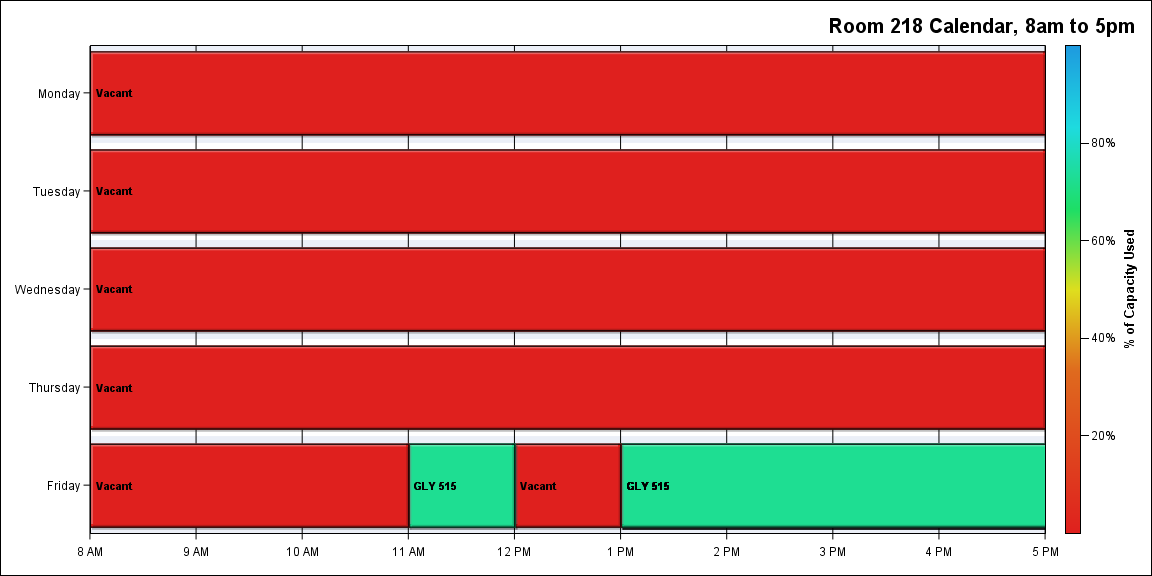 Room 218 Calendar, 8am to 5pm
Monday
Vacant
Tuesday
Vacant
Wednesday
Vacant
Thursday
Vacant
Friday
Vacant
GLY 515
Vacant
GLY 515
8 AM
9 AM
10 AM
11 AM
12 PM
1 PM
2 PM
3 PM
4 PM
5 PM
80%
60%
40%
20%
% of Capacity Used